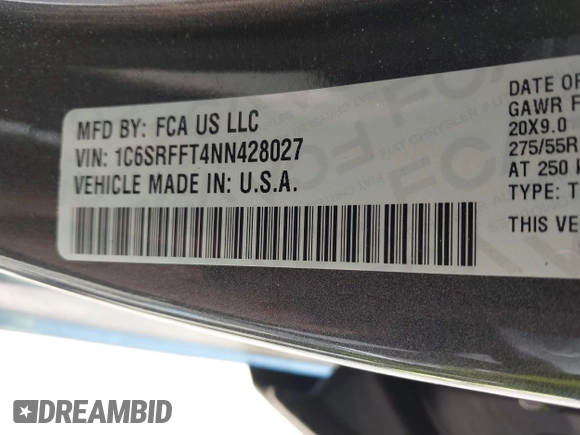 MFD BY: FCA US LLC
VIN: 1C6SRFFT4NN428027
VEHICLE MADE IN: U.S.A.
DATE OF
GAWR F
20X9.0
275/55R
AT 250
TYPE: T
THIS VE
DREAMBID